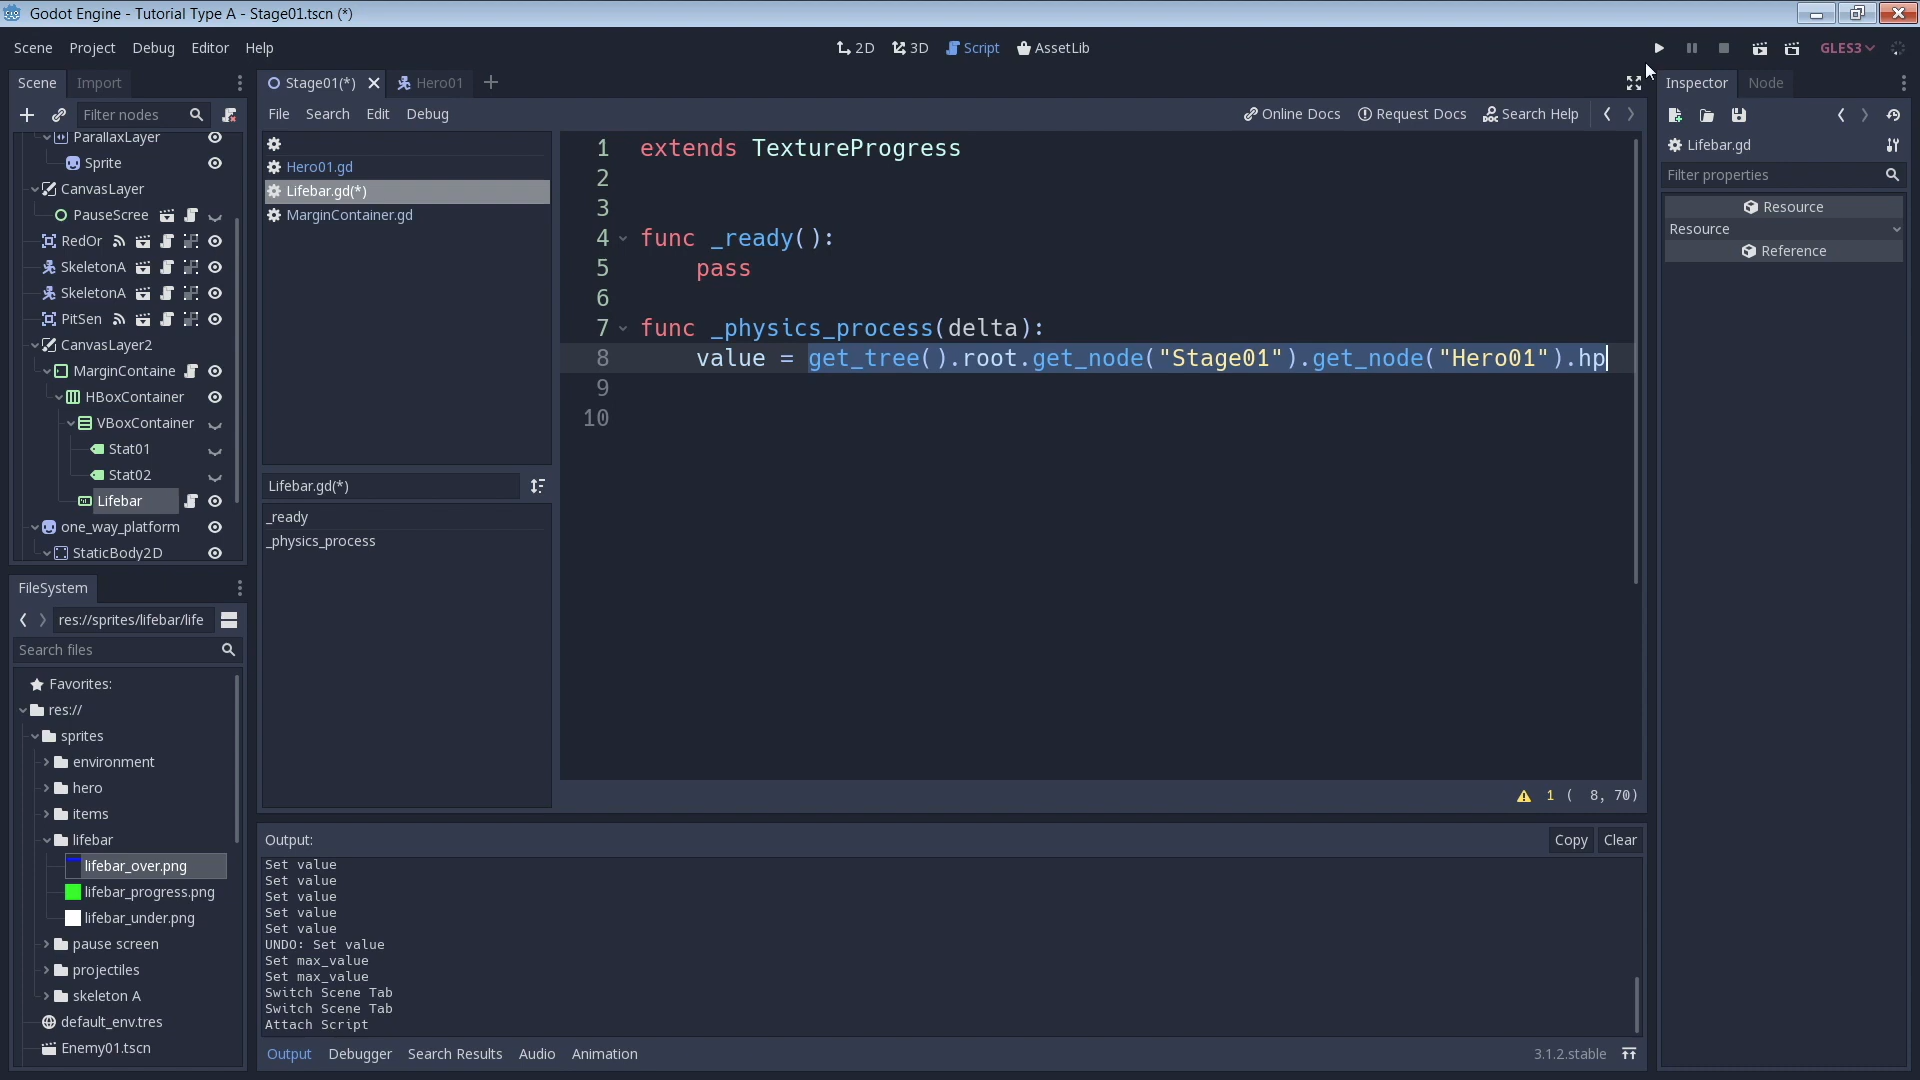 Godot Engine - Tutorial Type A - Stage01.tscn (*)
Scene Project Debug Editor Help
2D 3D Script AssetLib
GLES3
Scene Import
Stage01(*) Hero01
Inspector Node
Filter nodes
File Search Edit Debug
Online Docs Request Docs Search Help
ParallaxLayer
Sprite
CanvasLayer
PauseScree
RedOr
SkeletonA
SkeletonA
PitSen
CanvasLayer2
MarginContaine
HBoxContainer
VBoxContainer
Stat01
Stat02
Lifebar
one_way_platform
StaticBody2D
Hero01.gd
Lifebar.gd(*)
MarginContainer.gd
Lifebar.gd(*)
_ready
_physics_process
1 extends TextureProgress
2
3
4 func _ready():
5 pass
6
7 func _physics_process(delta):
8 value = get_tree().root.get_node("Stage01").get_node("Hero01").hp
9
10
1 ( 8, 70)
Lifebar.gd
Filter properties
Resource
Resource
Reference
FileSystem
res://sprites/lifebar/life
Search files
Favorites:
res://
sprites
environment
hero
items
lifebar
lifebar_over.png
lifebar_progress.png
lifebar_under.png
pause screen
projectiles
skeleton A
default_env.tres
Enemy01.tscn
Output:
Copy Clear
Set value
Set value
Set value
Set value
Set value
UNDO: Set value
Set max_value
Set max_value
Switch Scene Tab
Switch Scene Tab
Attach Script
Output Debugger Search Results Audio Animation
3.1.2.stable